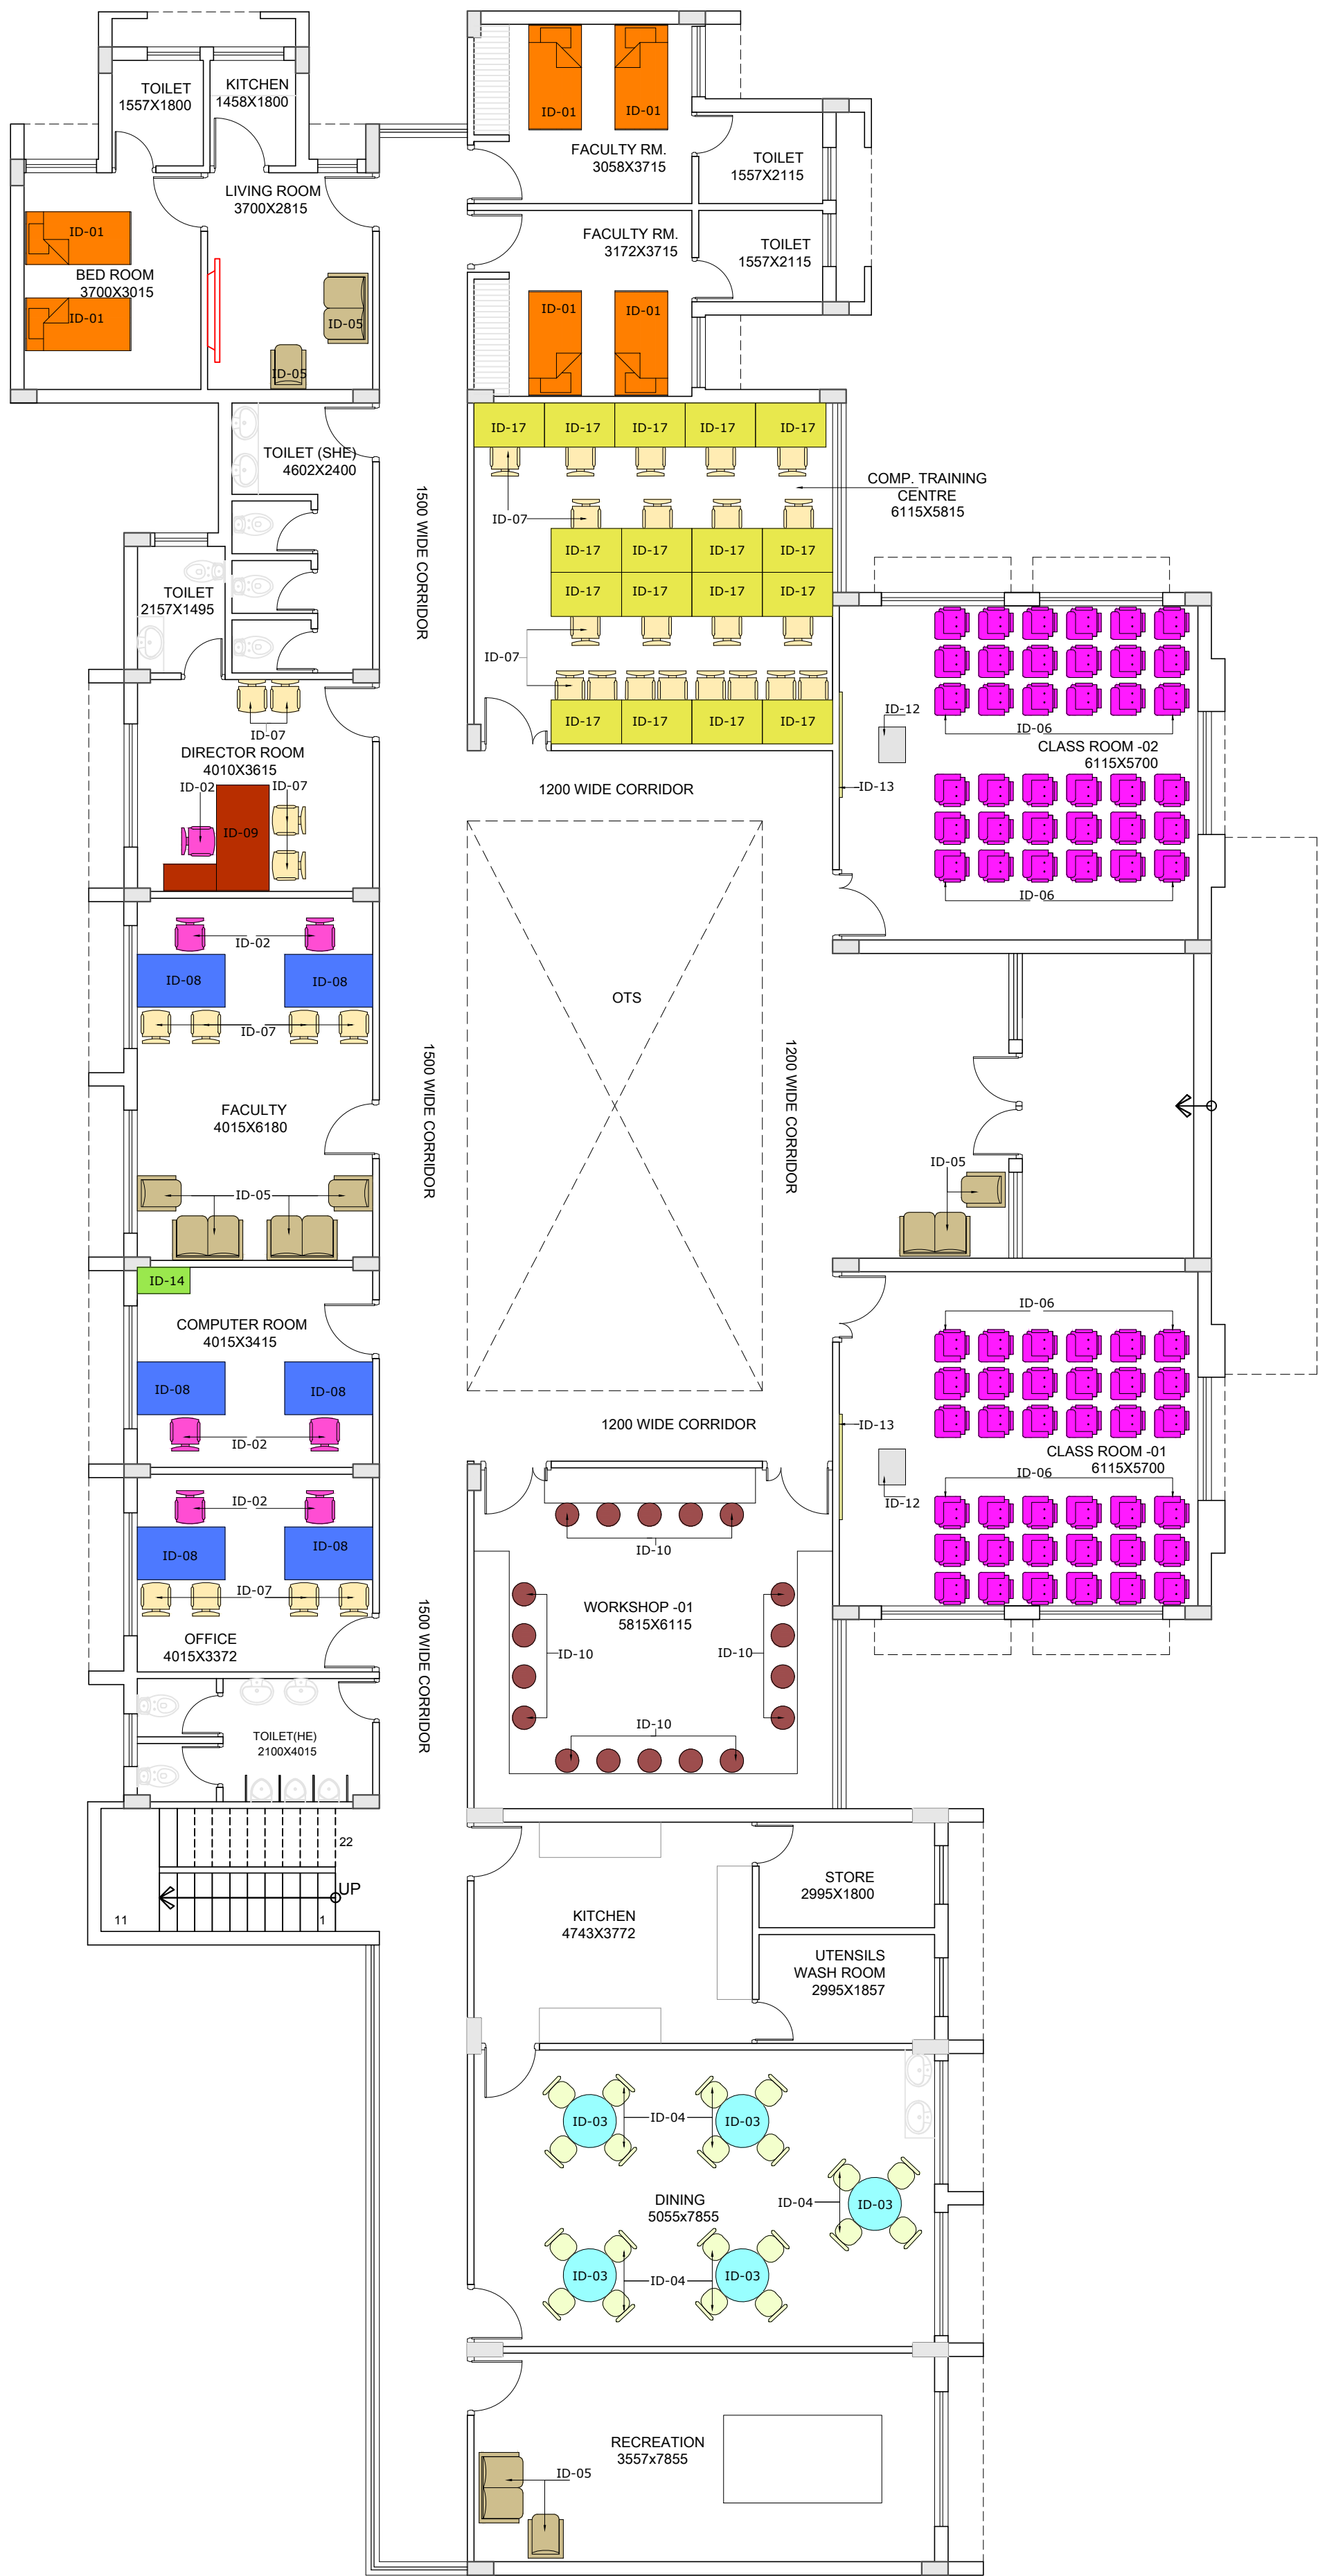 TOILET
1557X1800
KITCHEN
1458X1800
ID-01
ID-01
FACULTY RM.
3058X3715
TOILET
1557X2115
LIVING ROOM
3700X2815
ID-01
BED ROOM
3700X3015
ID-01
ID-05
ID-05
FACULTY RM.
3172X3715
TOILET
1557X2115
ID-01
ID-01
TOILET (SHE)
4602X2400
1500 WIDE CORRIDOR
ID-17
ID-17
ID-17
ID-17
ID-17
COMP. TRAINING
CENTRE
6115X5815
ID-07
ID-17
ID-17
ID-17
ID-17
ID-17
ID-17
ID-17
ID-17
ID-07
ID-17
ID-17
ID-17
ID-17
TOILET
2157X1495
ID-07
DIRECTOR ROOM
4010X3615
ID-02
ID-07
ID-09
ID-12
ID-06
CLASS ROOM -02
6115X5700
ID-13
ID-06
1200 WIDE CORRIDOR
ID-02
ID-08
ID-08
ID-07
FACULTY
4015X6180
ID-05
1500 WIDE CORRIDOR
OTS
1200 WIDE CORRIDOR
ID-05
ID-14
COMPUTER ROOM
4015X3415
ID-08
ID-08
ID-02
1200 WIDE CORRIDOR
ID-06
ID-13
CLASS ROOM -01
6115X5700
ID-06
ID-12
ID-02
ID-08
ID-08
ID-07
OFFICE
4015X3372
1500 WIDE CORRIDOR
ID-10
WORKSHOP -01
5815X6115
ID-10
ID-10
ID-10
TOILET(HE)
2100X4015
22
UP
11
1
KITCHEN
4743X3772
STORE
2995X1800
UTENSILS
WASH ROOM
2995X1857
ID-03
ID-04
ID-03
DINING
5055x7855
ID-04
ID-03
ID-03
ID-04
ID-03
RECREATION
3557x7855
ID-05